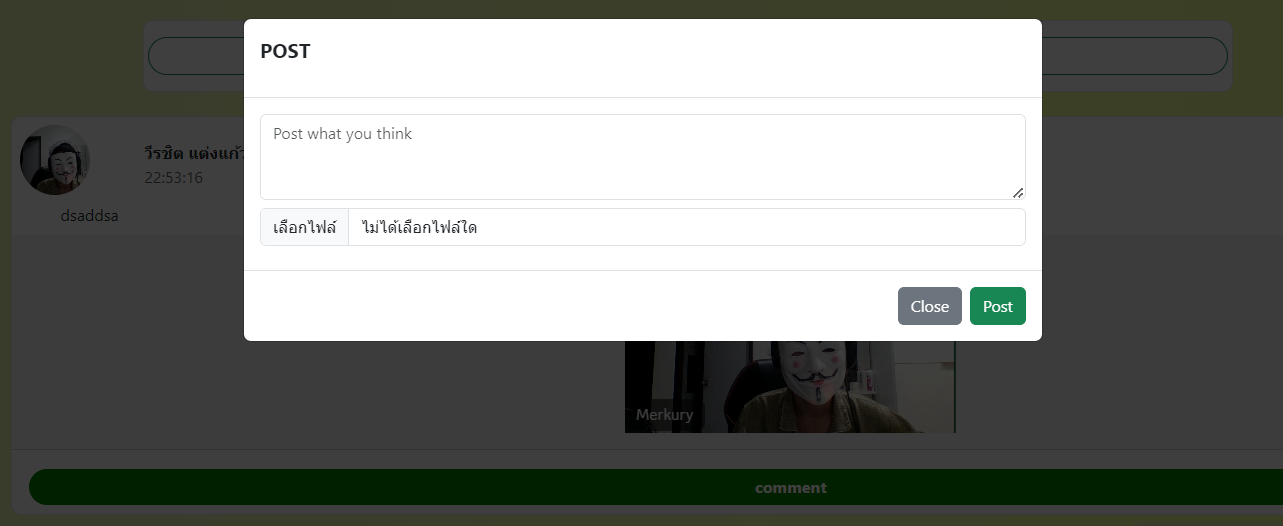 POST
Post what you think
เลือกไฟล์ ไม่ได้เลือกไฟล์ใด
Close Post
วีรชิต แต่งแก้ว
22:53:16
dsaddsa
Merkury
comment